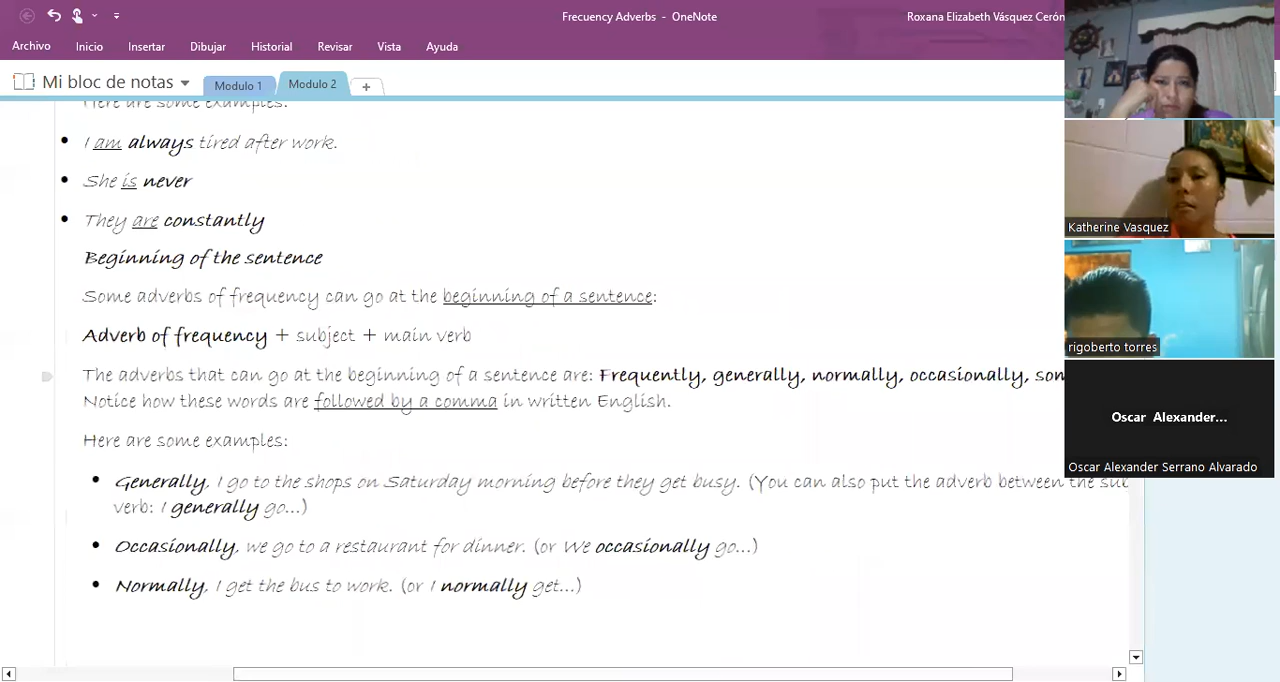 Frecuency Adverbs - OneNote
Roxana Elizabeth Vásquez Cerón
Archivo Inicio Insertar Dibujar Historial Revisar Vista Ayuda
Mi bloc de notas Modulo 1 Modulo 2 +
Here are some examples:
• I am always tired after work.
• She is never
• They are constantly
Beginning of the sentence
Some adverbs of frequency can go at the beginning of a sentence:
Adverb of frequency + subject + main verb
The adverbs that can go at the beginning of a sentence are: Frequently, generally, normally, occasionally,
Notice how these words are followed by a comma in written English.
Here are some examples:
• Generally, I go to the shops on Saturday morning before they get busy. (You can also put the adverb between the
verb: I generally go...)
• Occasionally, we go to a restaurant for dinner. (or We occasionally go...)
• Normally, I get the bus to work. (or I normally get...)
Katherine Vasquez
rigoberto torres
Oscar Alexander...
Oscar Alexander Serrano Alvarado